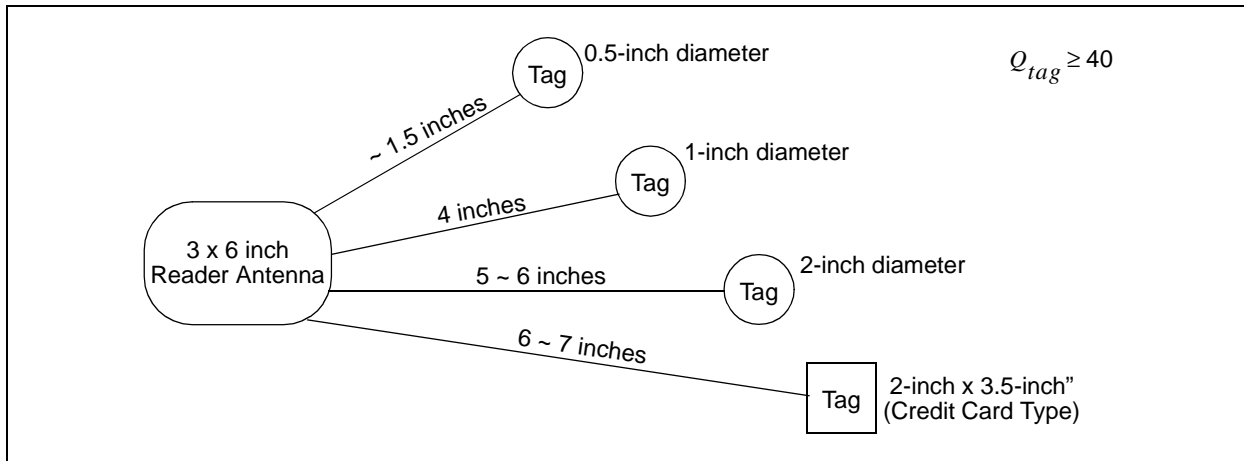 0.5-inch diameter
Tag
Q_tag ≥ 40
~ 1.5 inches
1-inch diameter
Tag
4 inches
3 x 6 inch
Reader Antenna
2-inch diameter
5 ~ 6 inches
Tag
6 ~ 7 inches
Tag
2-inch x 3.5-inch”
(Credit Card Type)